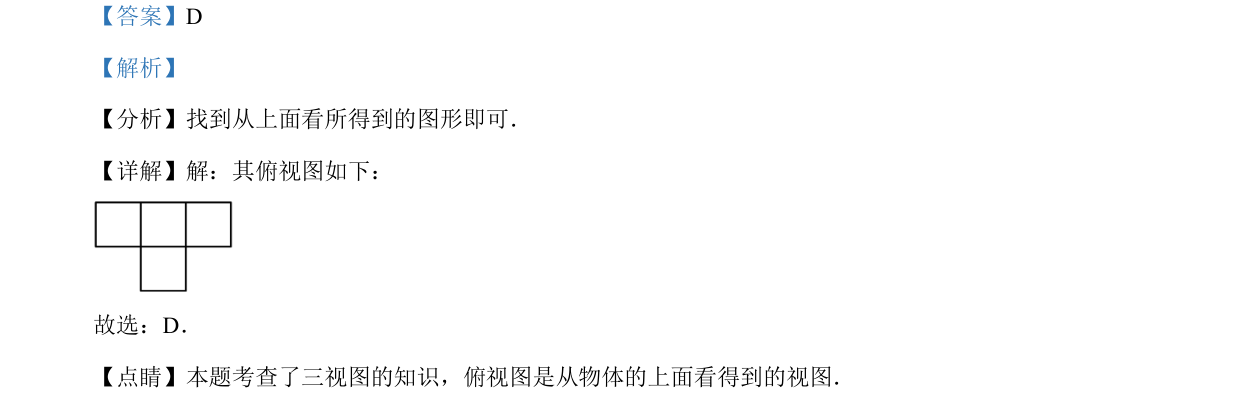 【答案】D
【解析】
【分析】找到从上面看所得到的图形即可．
【详解】解：其俯视图如下：
故选：D．
【点睛】本题考查了三视图的知识，俯视图是从物体的上面看得到的视图．